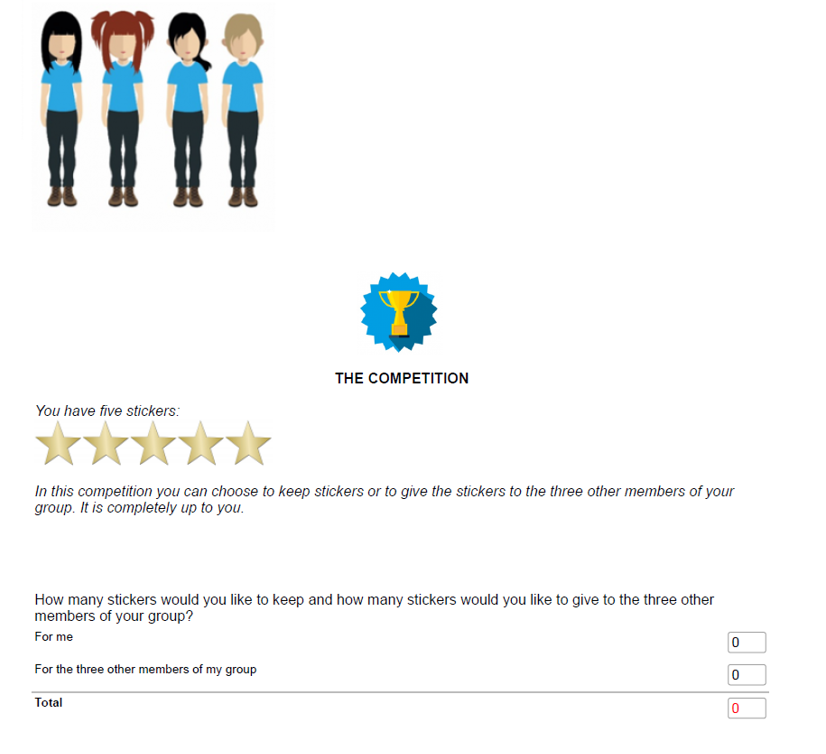 THE COMPETITION
You have five stickers:
In this competition you can choose to keep stickers or to give the stickers to the three other members of your
group. It is completely up to you.
How many stickers would you like to keep and how many stickers would you like to give to the three other
members of your group?
For me
0
For the three other members of my group
0
Total
0